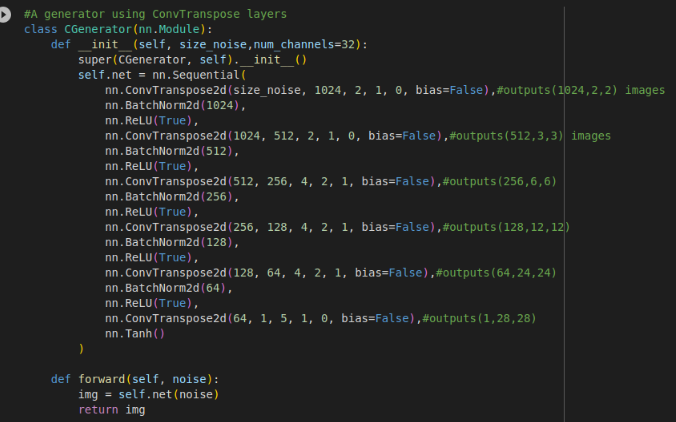 #A generator using ConvTranspose layers
class CGenerator(nn.Module):
    def __init__(self, size_noise,num_channels=32):
        super(CGenerator, self).__init__()
        self.net = nn.Sequential(
            nn.ConvTranspose2d(size_noise, 1024, 2, 1, 0, bias=False),#outputs(1024,2,2) images
            nn.BatchNorm2d(1024),
            nn.ReLU(True),
            nn.ConvTranspose2d(1024, 512, 2, 1, 0, bias=False),#outputs(512,3,3) images
            nn.BatchNorm2d(512),
            nn.ReLU(True),
            nn.ConvTranspose2d(512, 256, 4, 2, 1, bias=False),#outputs(256,6,6)
            nn.BatchNorm2d(256),
            nn.ReLU(True),
            nn.ConvTranspose2d(256, 128, 4, 2, 1, bias=False),#outputs(128,12,12)
            nn.BatchNorm2d(128),
            nn.ReLU(True),
            nn.ConvTranspose2d(128, 64, 4, 2, 1, bias=False),#outputs(64,24,24)
            nn.BatchNorm2d(64),
            nn.ReLU(True),
            nn.ConvTranspose2d(64, 1, 5, 1, 0, bias=False),#outputs(1,28,28)
            nn.Tanh()
        )
    def forward(self, noise):
        img = self.net(noise)
        return img